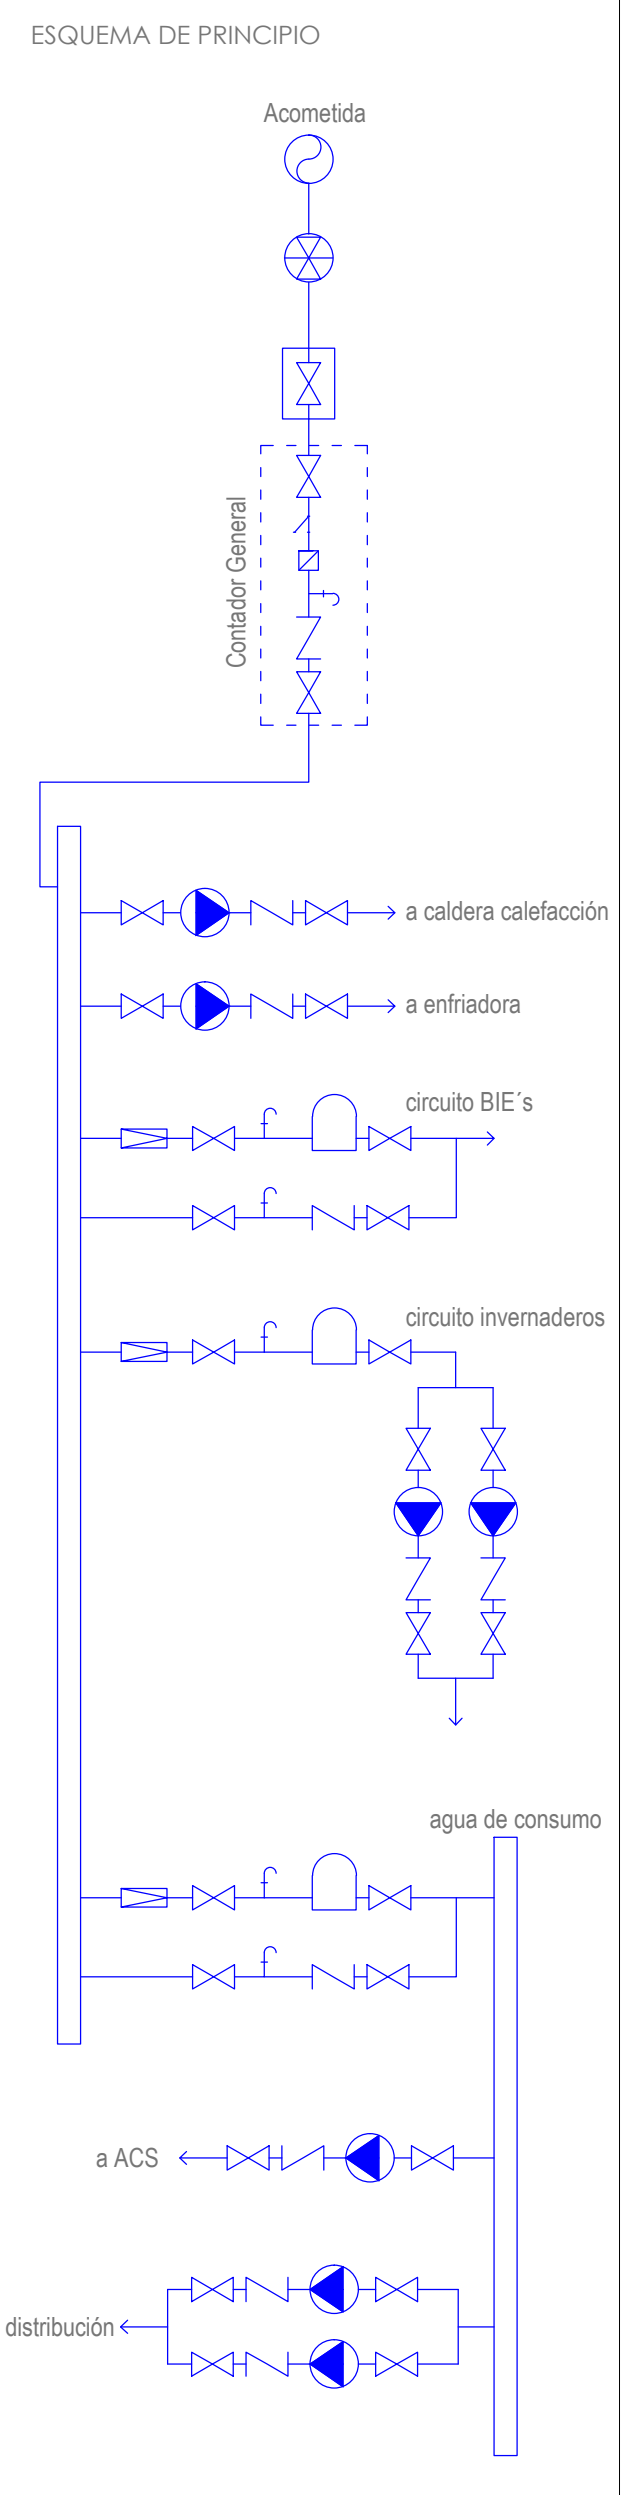 ESQUEMA DE PRINCIPIO
Acometida
Contador General
a caldera calefacción
a enfriadora
circuito BIE´s
circuito invernaderos
agua de consumo
a ACS
distribución